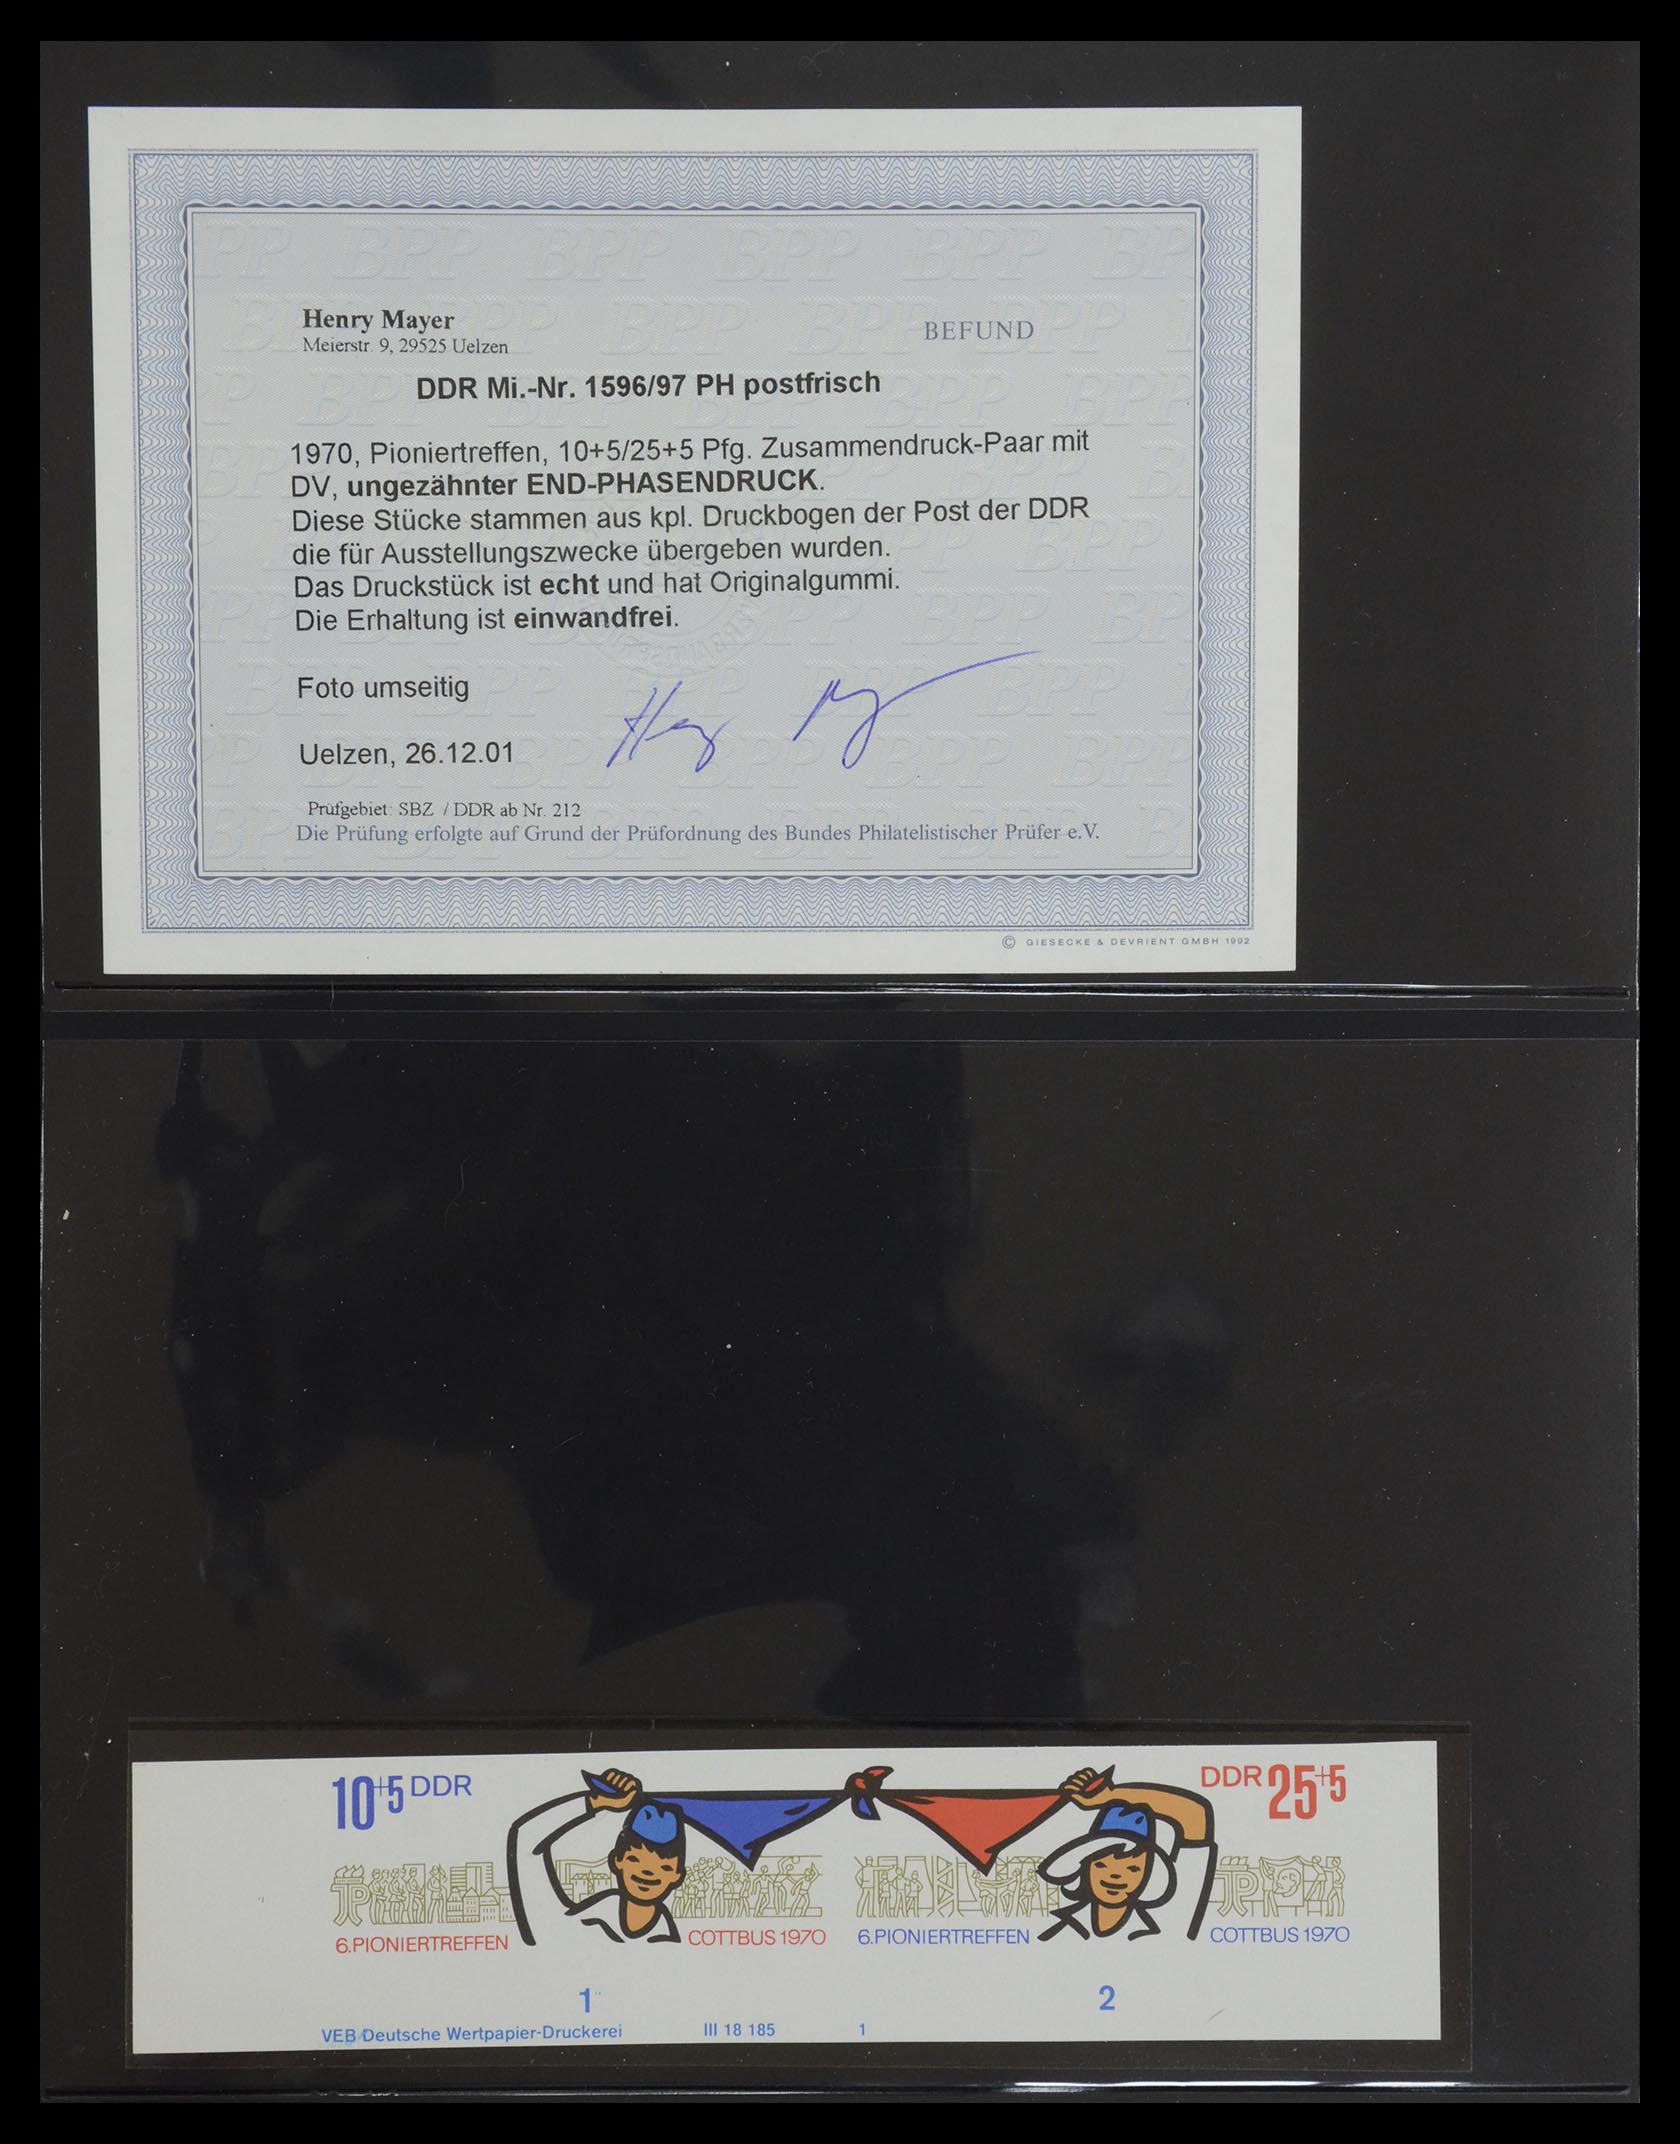 Henry Mayer
BEFUND
Meierstr. 9, 29525 Uelzen
DDR Mi.-Nr. 1596/97 PH postfrisch
1970, Pioniertreffen, 10+5/25+5 Pfg. Zusammendruck-Paar mit
DV, ungezähnter END-PHASENDRUCK.
Diese Stücke stammen aus kpl. Druckbogen der Post der DDR
die für Ausstellungszwecke übergeben wurden.
Das Druckstück ist echt und hat Originalgummi.
Die Erhaltung ist einwandfrei.
Foto umseitig
Uelzen, 26.12.01
Prüfgebiet: SBZ / DDR ab Nr. 212
Die Prüfung erfolgte auf Grund der Prüfordnung des Bundes Philatelistischer Prüfer e.V.
© GIESECKE & DEVRIENT GMBH 1992
10+5 DDR
DDR 25+5
6.PIONIERTREFFEN COTTBUS 1970
6.PIONIERTREFFEN COTTBUS 1970
1
2
VEB Deutsche Wertpapier-Druckerei III 18 185 1